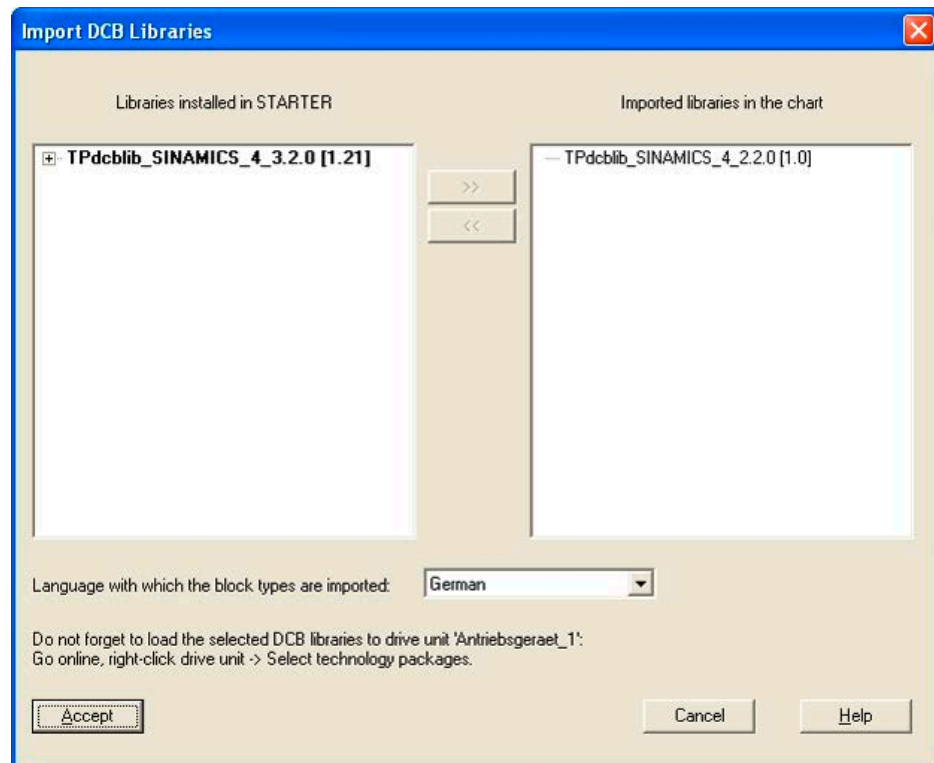 Import DCB Libraries
Libraries installed in STARTER
Imported libraries in the chart
TPdcblib_SINAMICS_4_3.2.0 [1.21]
TPdcblib_SINAMICS_4_2.2.0 [1.0]
>>
<<
Language with which the block types are imported:
German
Do not forget to load the selected DCB libraries to drive unit 'Antriebsgeraet_1':
Go online, right-click drive unit -> Select technology packages.
Accept
Cancel
Help